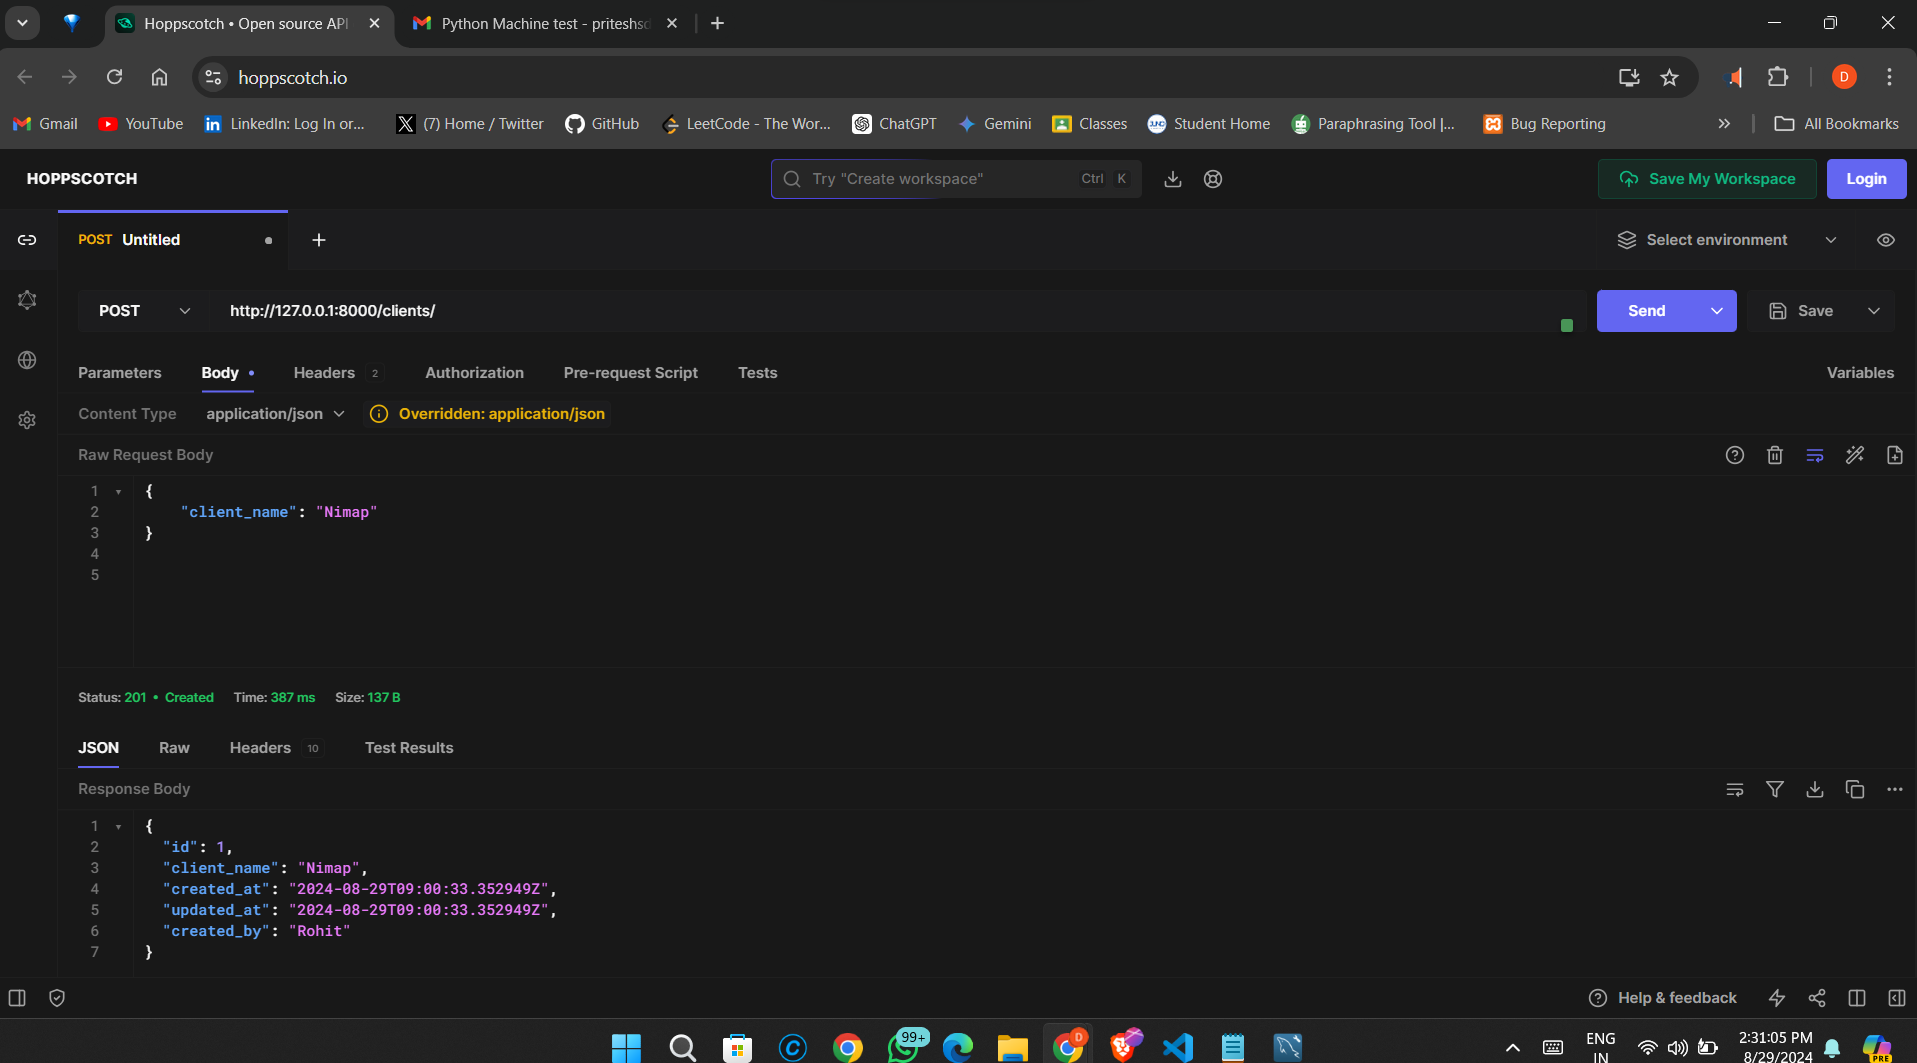 Hoppscotch • Open source API
Python Machine test - priteshsd
hoppscotch.io
D
Gmail
YouTube
LinkedIn: Log In or...
(7) Home / Twitter
GitHub
LeetCode - The Wor...
ChatGPT
Gemini
Classes
Student Home
Paraphrasing Tool |...
Bug Reporting
All Bookmarks
HOPPSCOTCH
Try "Create workspace"
Ctrl K
Save My Workspace
Login
POST Untitled
Select environment
POST
http://127.0.0.1:8000/clients/
Send
Save
Parameters
Body
Headers 2
Authorization
Pre-request Script
Tests
Variables
Content Type
application/json
Overridden: application/json
Raw Request Body
1 {
2 "client_name": "Nimap"
3 }
4
5
Status: 201 • Created Time: 387 ms Size: 137 B
JSON
Raw
Headers 10
Test Results
Response Body
1 {
2 "id": 1,
3 "client_name": "Nimap",
4 "created_at": "2024-08-29T09:00:33.352949Z",
5 "updated_at": "2024-08-29T09:00:33.352949Z",
6 "created_by": "Rohit"
7 }
Help & feedback
99+
D
ENG
IN
2:31:05 PM
8/29/2024
PRE